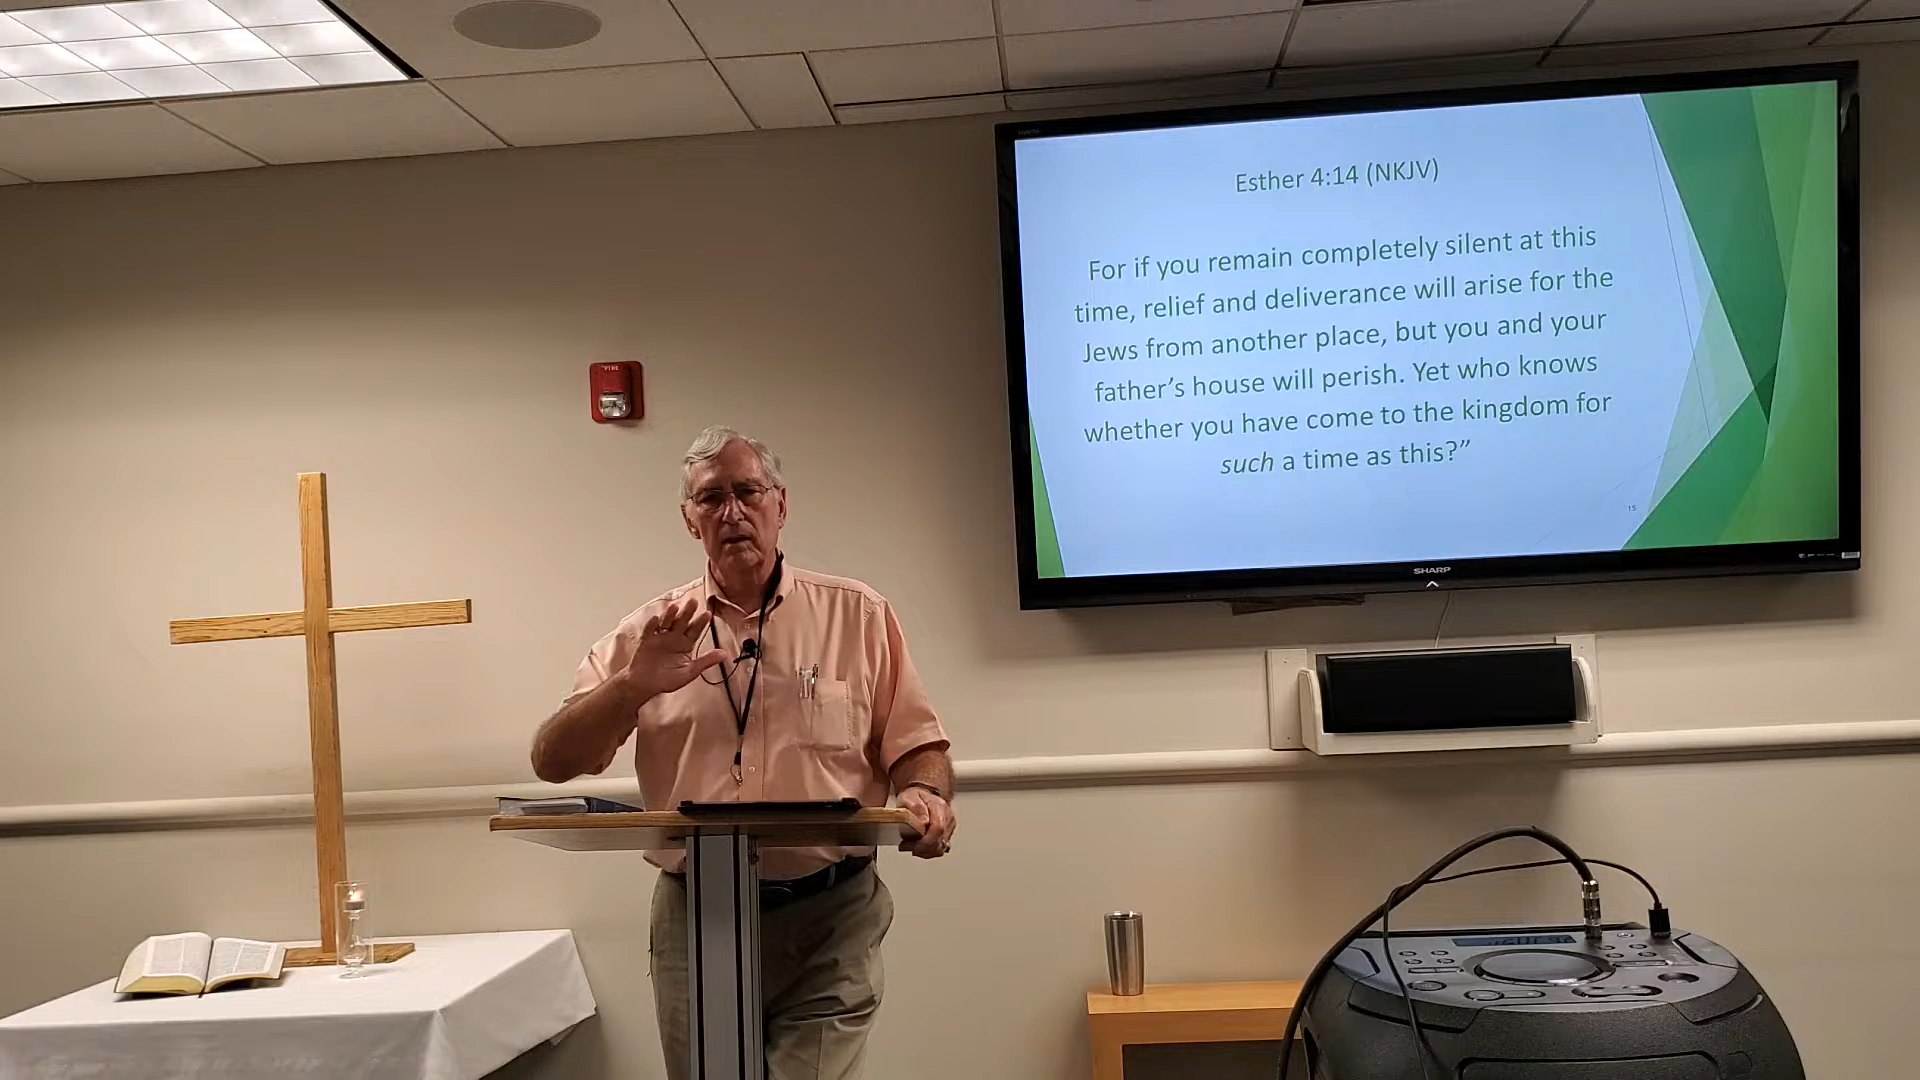 Esther 4:14 (NKJV)
For if you remain completely silent at this
time, relief and deliverance will arise for the
Jews from another place, but you and your
father’s house will perish. Yet who knows
whether you have come to the kingdom for
such a time as this?”
15
SHARP
FIRE